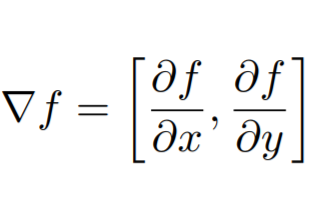 ∇f = [∂f/∂x, ∂f/∂y]